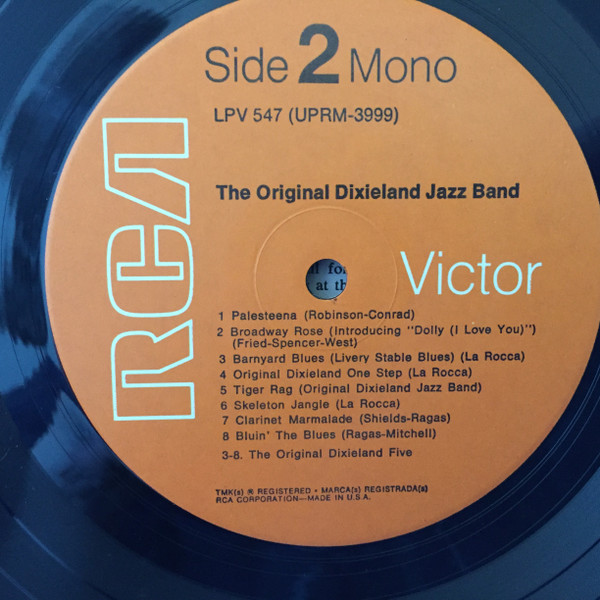 Side 2 Mono
LPV 547 (UPRM-3999)
RCA
The Original Dixieland Jazz Band
Victor
at th
1 Palesteena (Robinson-Conrad)
2 Broadway Rose (Introducing "Dolly (I Love You)")
(Fried-Spencer-West)
3 Barnyard Blues (Livery Stable Blues) (La Rocca)
4 Original Dixieland One Step (La Rocca)
5 Tiger Rag (Original Dixieland Jazz Band)
6 Skeleton Jangle (La Rocca)
7 Clarinet Marmalade (Shields-Ragas)
8 Bluin' The Blues (Ragas-Mitchell)
3-8. The Original Dixieland Five
TMK(s) ® REGISTERED • MARCA(s) REGISTRADA(s)
RCA CORPORATION—MADE IN U.S.A.